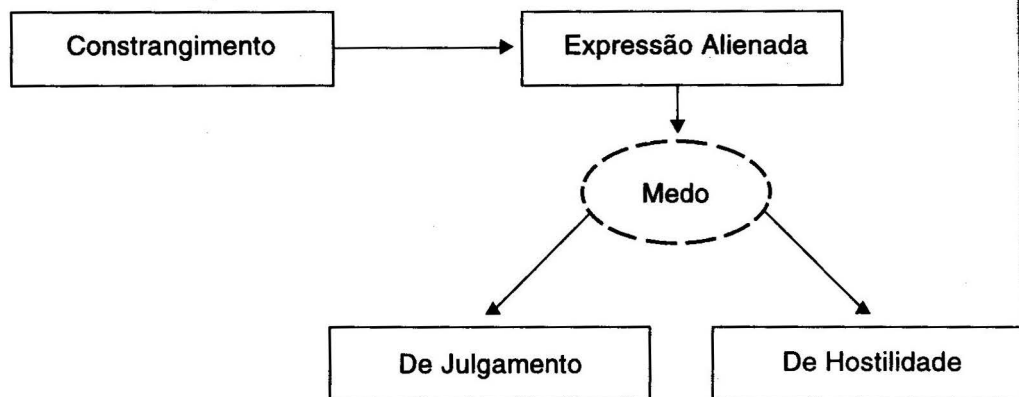 Constrangimento
Expressão Alienada
Medo
De Julgamento
De Hostilidade